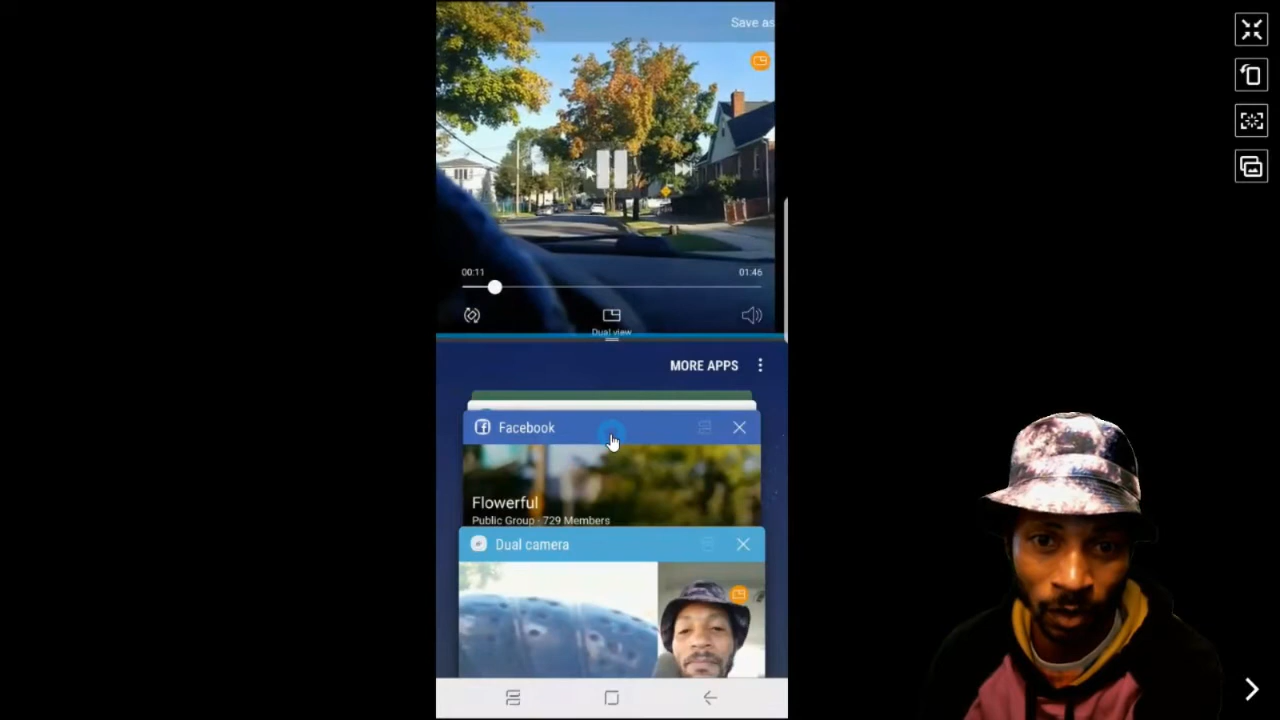 Save as
00:11
01:46
Dual view
MORE APPS
Facebook
Flowerful
Public Group · 729 Members
Dual camera